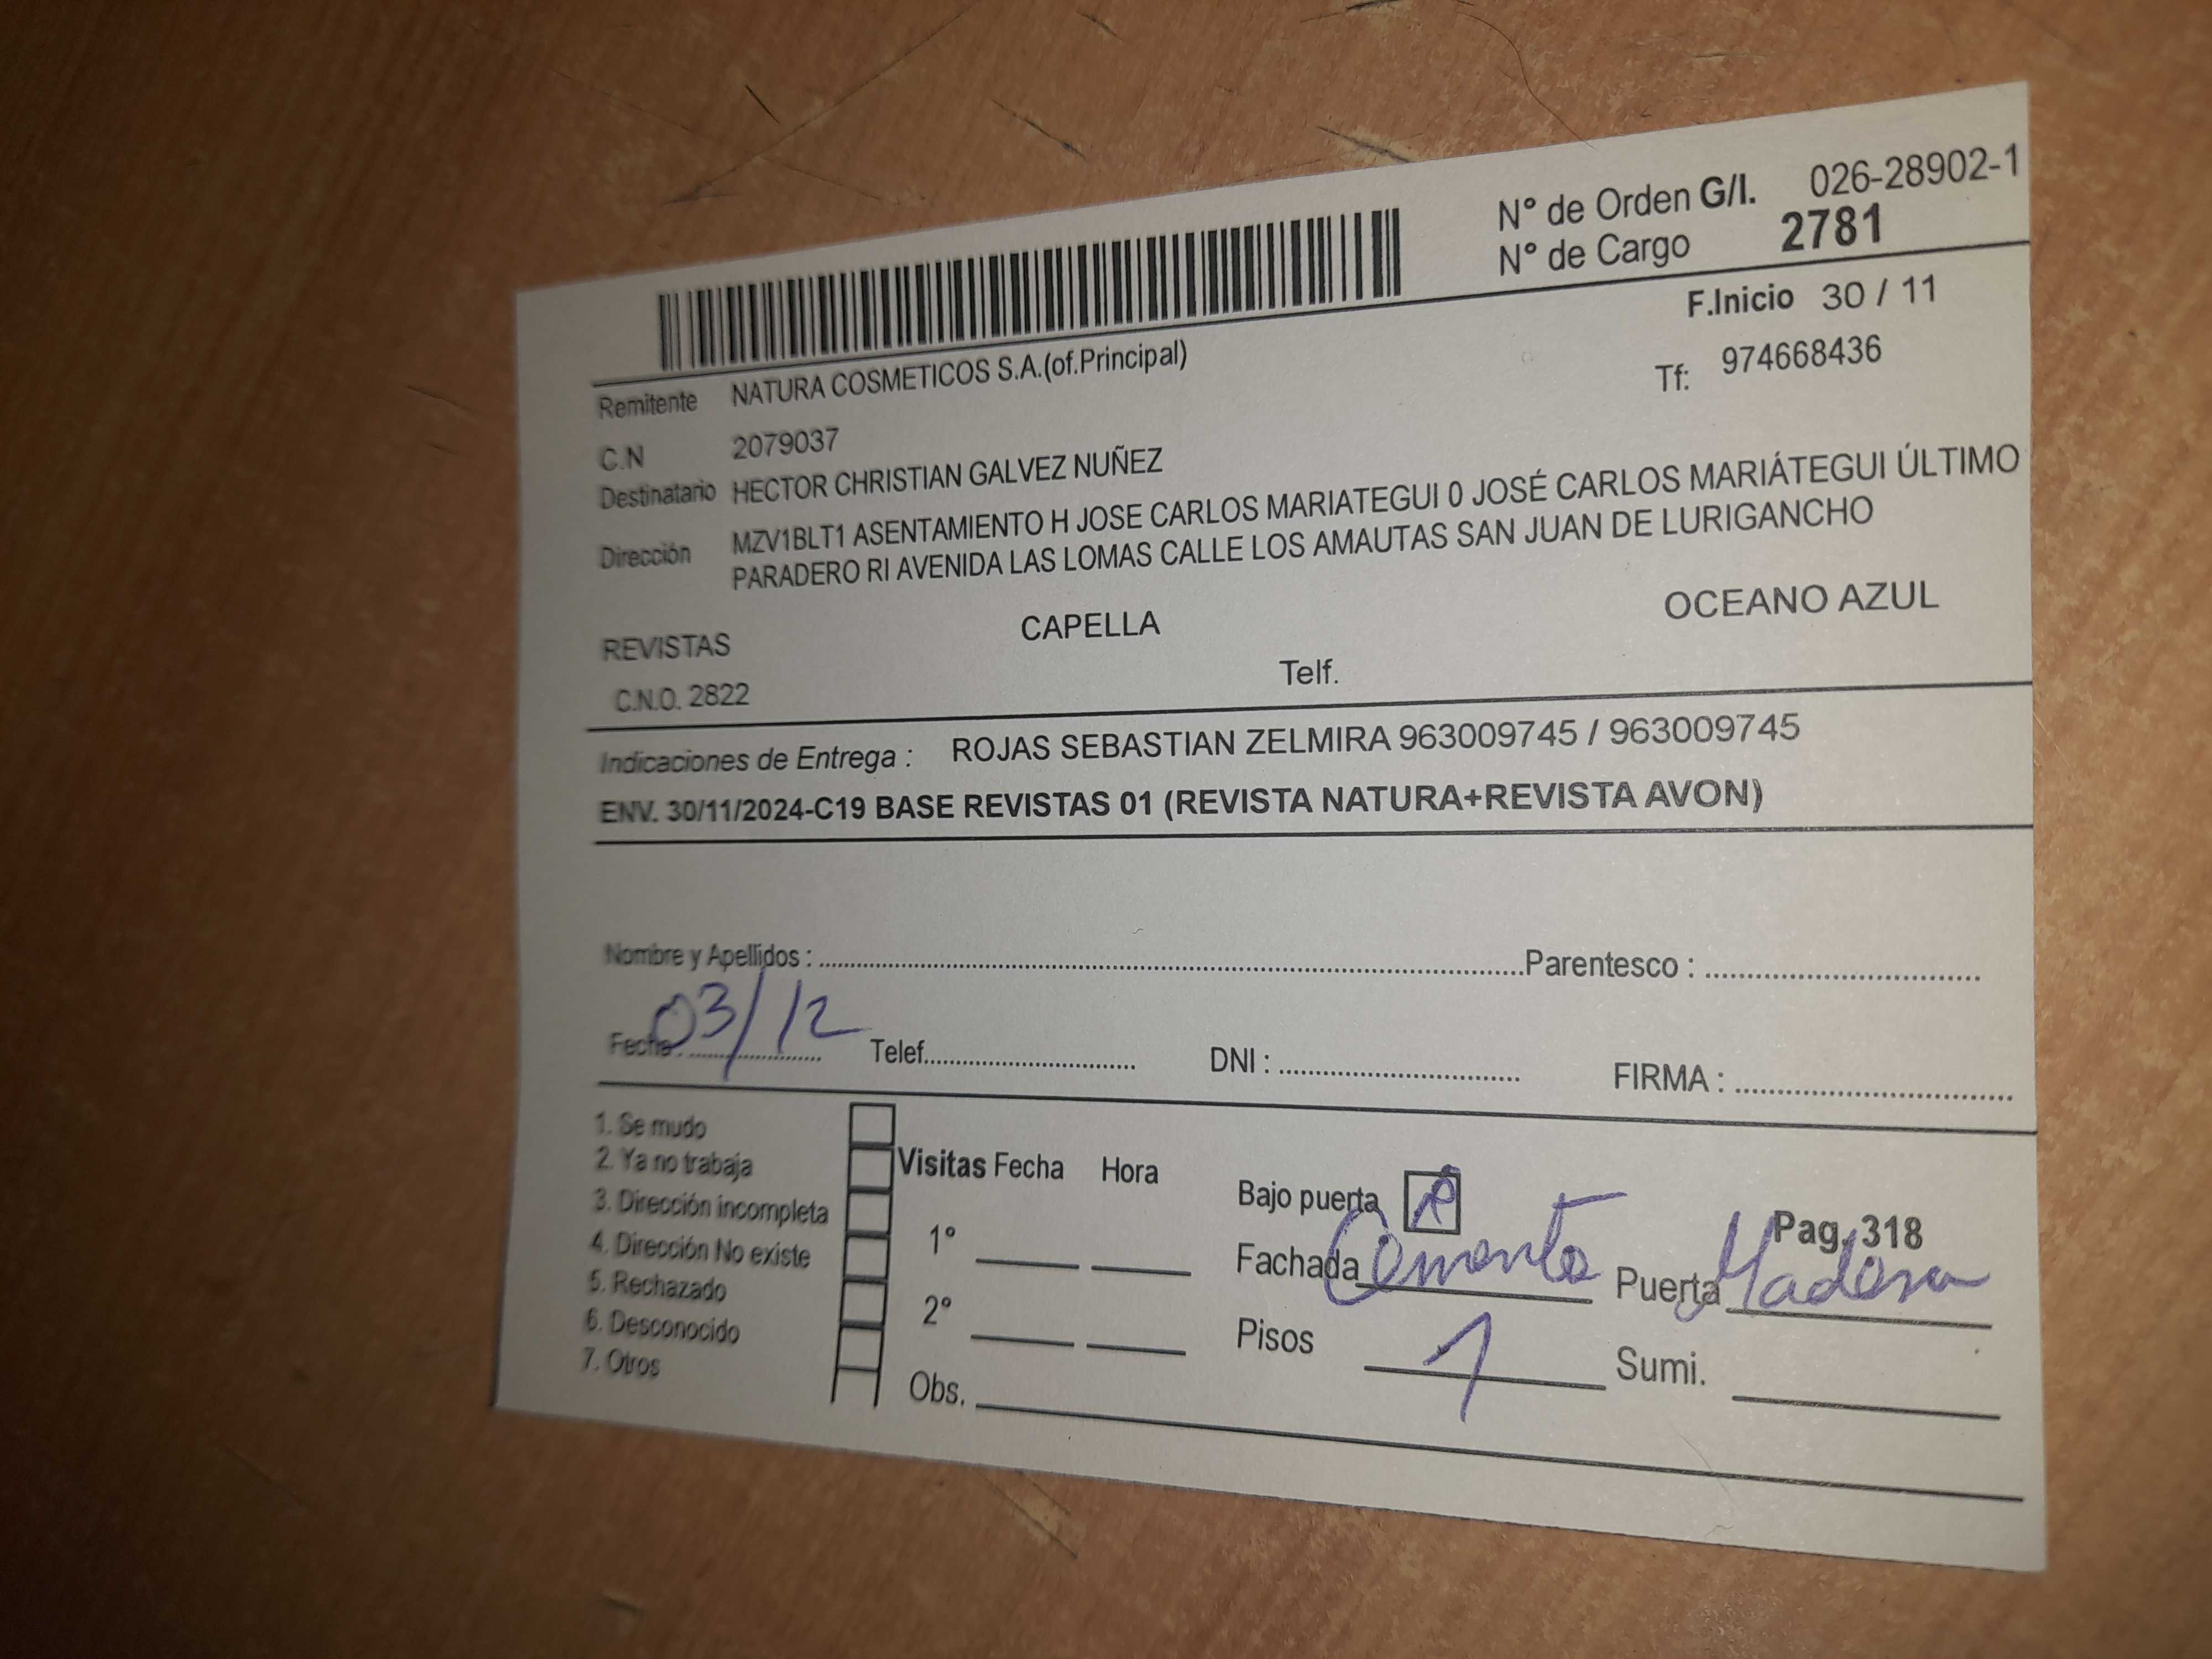 N° de Orden G/I. 026-28902-1
N° de Cargo 2781
F.Inicio 30 / 11
Remitente NATURA COSMETICOS S.A.(of.Principal)
Tf: 974668436
C.N 2079037
Destinatario HECTOR CHRISTIAN GALVEZ NUÑEZ
Dirección MZV1BLT1 ASENTAMIENTO H JOSE CARLOS MARIATEGUI 0 JOSÉ CARLOS MARIÁTEGUI ÚLTIMO
PARADERO RI AVENIDA LAS LOMAS CALLE LOS AMAUTAS SAN JUAN DE LURIGANCHO
REVISTAS CAPELLA OCEANO AZUL
C.N.O. 2822 Telf.
Indicaciones de Entrega : ROJAS SEBASTIAN ZELMIRA 963009745 / 963009745
ENV. 30/11/2024-C19 BASE REVISTAS 01 (REVISTA NATURA+REVISTA AVON)
Nombre y Apellidos : Parentesco :
Fecha : 03/12 Telef. DNI : FIRMA :
1. Se mudo
2. Ya no trabaja
3. Dirección incompleta
4. Dirección No existe
5. Rechazado
6. Desconocido
7. Otros
Visitas Fecha Hora
1°
2°
Obs.
Bajo puerta
Pag. 318
Fachada Cemento Puerta Madera
Pisos 1 Sumi.